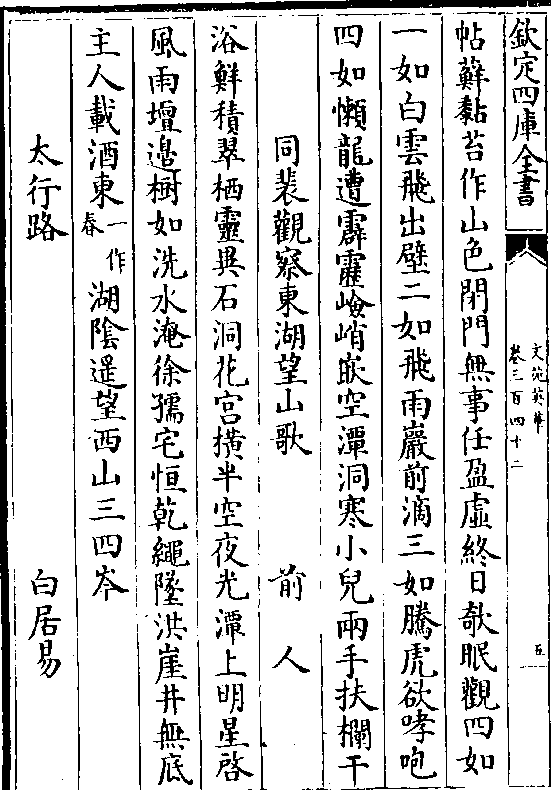 欽定四庫全書
文苑英華
卷三百四十二
五
帖蘚黏苔作山色閉門無事任盈虛終日欹眠觀四如
一如白雲飛出壁二如飛雨巖前滴三如騰虎欲哮咆
四如懶龍遭霹靂嶮峭嵌空潭洞寒小兒兩手扶欄干
同裴觀察東湖望山歌 前人
浴鮮積翠栖靈異石洞花宮橫半空夜光潭上明星啓
風雨壇邊樹如洗水淹徐孺宅恒乾繩墜洪崖井無底
主人載酒東一作春湖陰遥望西山三四岑
太行路 白居易